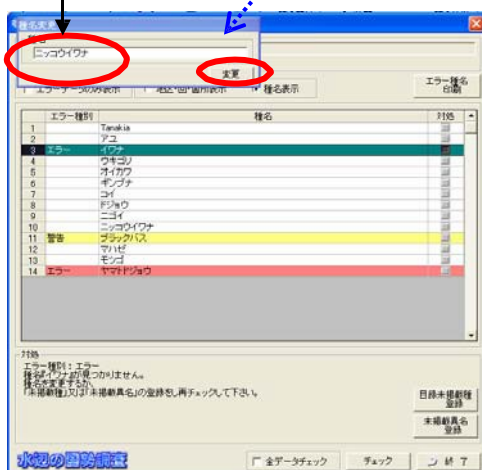 種名変更
種名
ニッコウイワナ
変更
エラーデータのみ表示 地区・個所表示 種名表示
エラー種名
印刷
エラー種別 種名 対処
1 Tanakia
2 アユ
3 エラー イワナ
4 ウキゴリ
5 オイカワ
6 ギンブナ
7 コイ
8 ドジョウ
9 ニゴイ
10 ニッコウイワナ
11 警告 ブラックバス
12 マハゼ
13 モツゴ
14 エラー ヤマトドジョウ
対処
エラー種別:エラー
種名「イワナ」が見つかりません。
種名を変更するか、
「未掲載種」又は「未掲載異名」の登録をし再チェックして下さい。
目録未掲載種
登録
未掲載異名
登録
水辺の国勢調査
全データチェック チェック 終 了